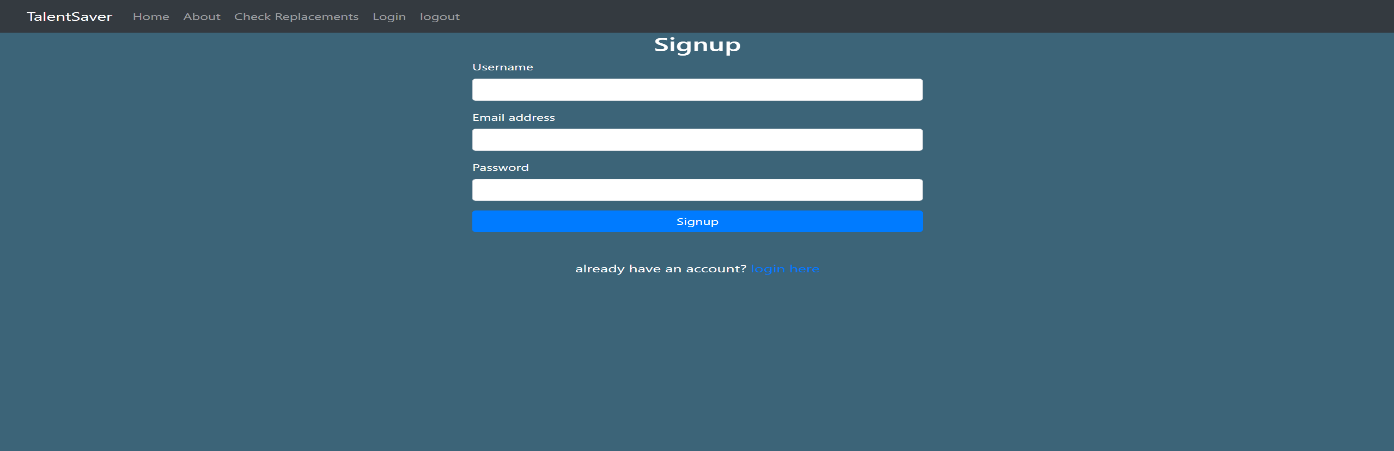 TalentSaver Home About Check Replacements Login logout
Signup
Username
Email address
Password
Signup
already have an account? login here